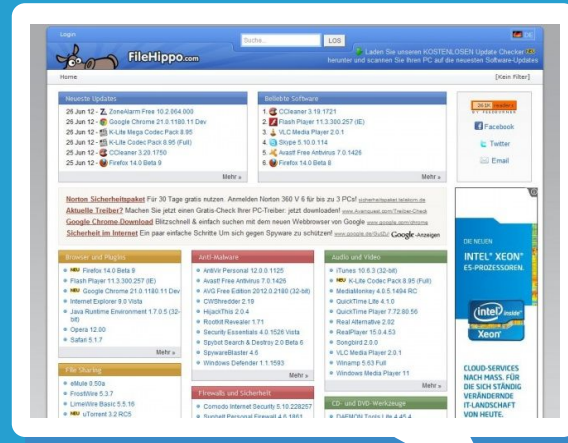 Login
Suche...
LOS
DE
FileHippo.com
Laden Sie unseren KOSTENLOSEN Update Checker
herunter und scannen Sie Ihren PC auf die neuesten Software-Updates
Home
[Kein Filter]
Neueste Updates
26 Jun 12 - ZoneAlarm Free 10.2.064.000
26 Jun 12 - Google Chrome 21.0.1180.11 Dev
26 Jun 12 - K-Lite Mega Codec Pack 8.95
26 Jun 12 - K-Lite Codec Pack 8.95 (Full)
26 Jun 12 - CCleaner 3.20.1750
26 Jun 12 - Firefox 14.0 Beta 9
Mehr »
Beliebte Software
1. CCleaner 3.19.1721
2. Flash Player 11.3.300.257 (IE)
3. VLC Media Player 2.0.1
4. Skype 5.10.0.114
5. Avast! Free Antivirus 7.0.1426
6. Firefox 14.0 Beta 8
Mehr »
readers
Facebook
Twitter
Email
Norton Sicherheitspaket Für 30 Tage gratis nutzen. Anmelden Norton 360 V 6 für bis zu 3 PCs! sicherheitspaket.telekom.de
Aktuelle Treiber? Machen Sie jetzt einen Gratis-Check Ihrer PC-Treiber: jetzt downloaden! www.Avanquest.com/Treiber-Check
Google Chrome-Download Blitzschnell & einfach suchen mit dem neuen Webbrowser von Google www.google.de/chrome
Sicherheit im Internet Ein paar einfache Schritte Um sich gegen Spyware zu schützen! Google-Anzeigen
Browser und Plugins
NEU Firefox 14.0 Beta 9
Flash Player 11.3.300.257 (IE)
NEU Google Chrome 21.0.1180.11 Dev
Internet Explorer 9.0 Vista
Java Runtime Environment 1.7.0.5 (32-bit)
Opera 12.00
Safari 5.1.7
Mehr »
File Sharing
eMule 0.50a
FrostWire 5.3.7
LimeWire Basic 5.5.16
NEU uTorrent 3.2 RC5
Anti-Malware
AntiVir Personal 12.0.0.1125
Avast! Free Antivirus 7.0.1426
AVG Free Edition 2012.0.2180 (32-bit)
CWShredder 2.19
HijackThis 2.0.4
Rootkit Revealer 1.71
Security Essentials 4.0.1526 Vista
Spybot Search & Destroy 2.0 Beta 6
SpywareBlaster 4.6
Windows Defender 1.1.1593
Mehr »
Firewalls und Sicherheit
Comodo Internet Security 5.10.228257
Sunbelt Personal Firewall 4.6.1861
Audio und Video
iTunes 10.6.3 (32-bit)
NEU K-Lite Codec Pack 8.95 (Full)
MediaMonkey 4.0.5.1494 RC
QuickTime Lite 4.1.0
QuickTime Player 7.72.80.56
Real Alternative 2.02
RealPlayer 15.0.4.53
Songbird 2.0.0
VLC Media Player 2.0.1
Winamp 5.63 Full
Windows Media Player 11
Mehr »
CD- und DVD-Werkzeuge
DAEMON Tools Lite 4.45.4
DIE NEUEN
INTEL® XEON®
E5-PROZESSOREN.
intel inside
Xeon
CLOUD-SERVICES
NACH MASS. FÜR
DIE SICH STÄNDIG
VERÄNDERNDE
IT-LANDSCHAFT
VON HEUTE.